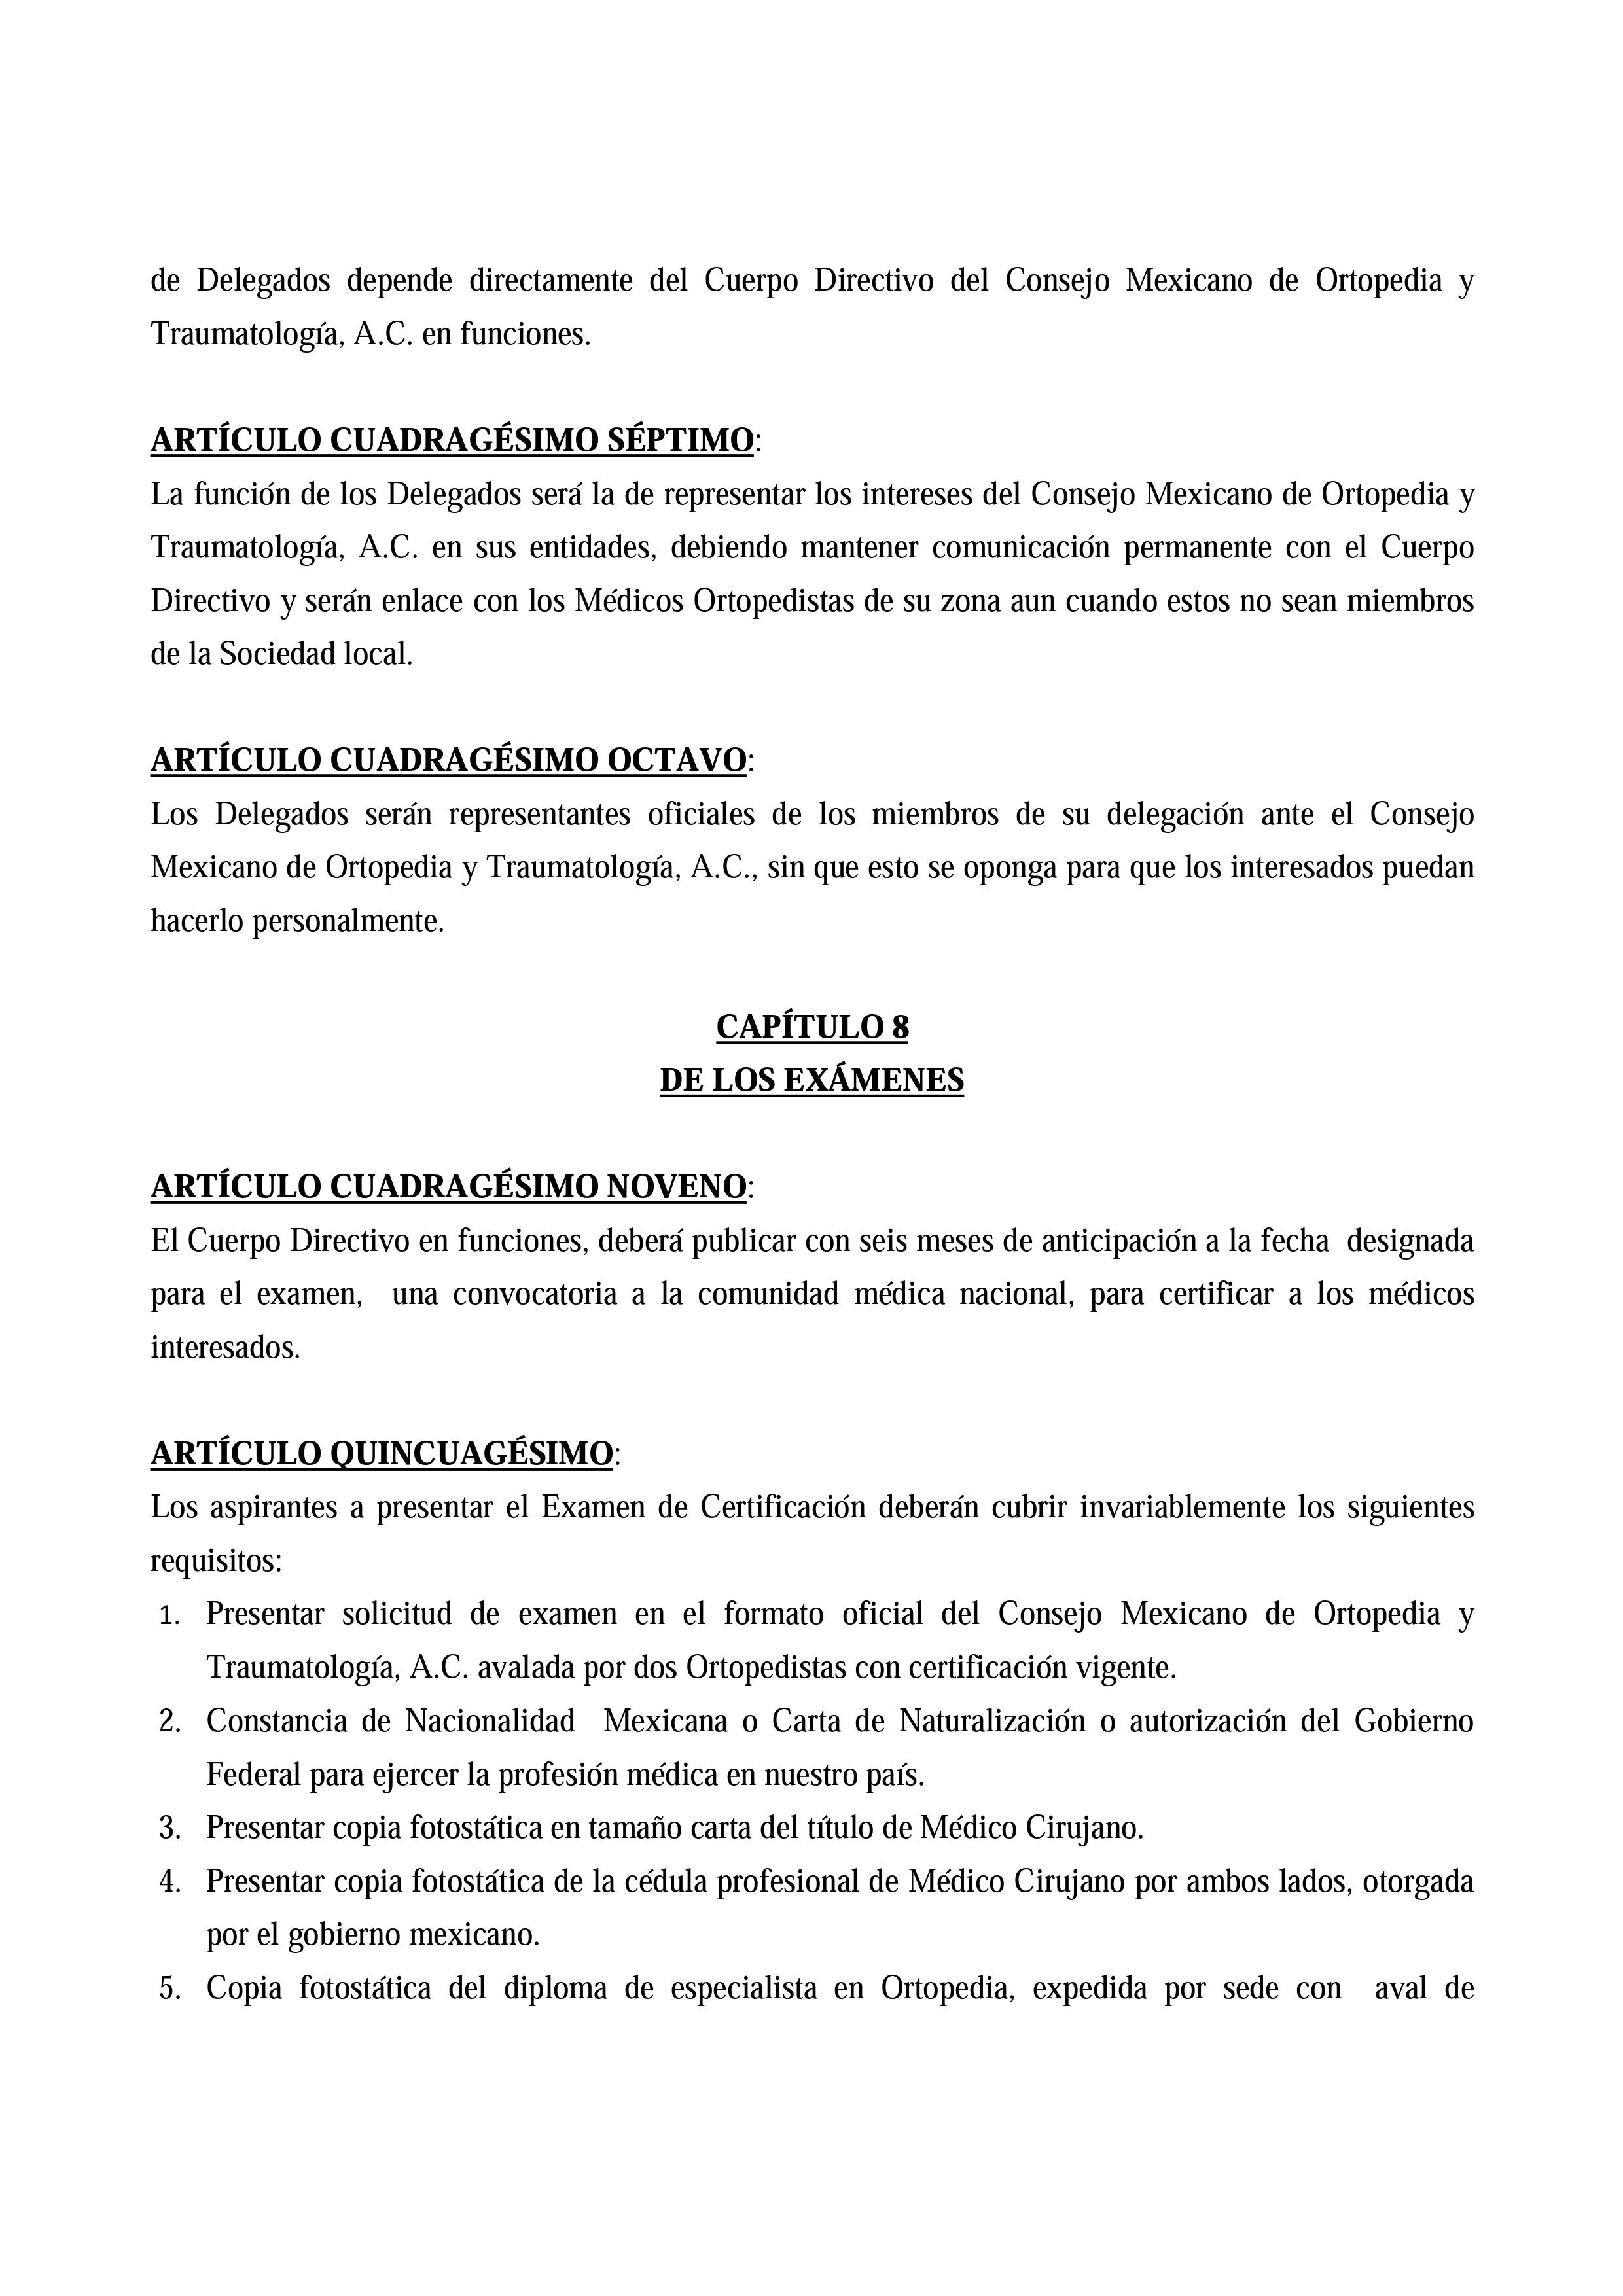 de Delegados depende directamente del Cuerpo Directivo del Consejo Mexicano de Ortopedia y
Traumatología, A.C. en funciones.
ARTÍCULO CUADRAGÉSIMO SÉPTIMO:
La función de los Delegados será la de representar los intereses del Consejo Mexicano de Ortopedia y
Traumatología, A.C. en sus entidades, debiendo mantener comunicación permanente con el Cuerpo
Directivo y serán enlace con los Médicos Ortopedistas de su zona aun cuando estos no sean miembros
de la Sociedad local.
ARTÍCULO CUADRAGÉSIMO OCTAVO:
Los Delegados serán representantes oficiales de los miembros de su delegación ante el Consejo
Mexicano de Ortopedia y Traumatología, A.C., sin que esto se oponga para que los interesados puedan
hacerlo personalmente.
CAPÍTULO 8
DE LOS EXÁMENES
ARTÍCULO CUADRAGÉSIMO NOVENO:
El Cuerpo Directivo en funciones, deberá publicar con seis meses de anticipación a la fecha designada
para el examen, una convocatoria a la comunidad médica nacional, para certificar a los médicos
interesados.
ARTÍCULO QUINCUAGÉSIMO:
Los aspirantes a presentar el Examen de Certificación deberán cubrir invariablemente los siguientes
requisitos:
1. Presentar solicitud de examen en el formato oficial del Consejo Mexicano de Ortopedia y
Traumatología, A.C. avalada por dos Ortopedistas con certificación vigente.
2. Constancia de Nacionalidad Mexicana o Carta de Naturalización o autorización del Gobierno
Federal para ejercer la profesión médica en nuestro país.
3. Presentar copia fotostática en tamaño carta del título de Médico Cirujano.
4. Presentar copia fotostática de la cédula profesional de Médico Cirujano por ambos lados, otorgada
por el gobierno mexicano.
5. Copia fotostática del diploma de especialista en Ortopedia, expedida por sede con aval de